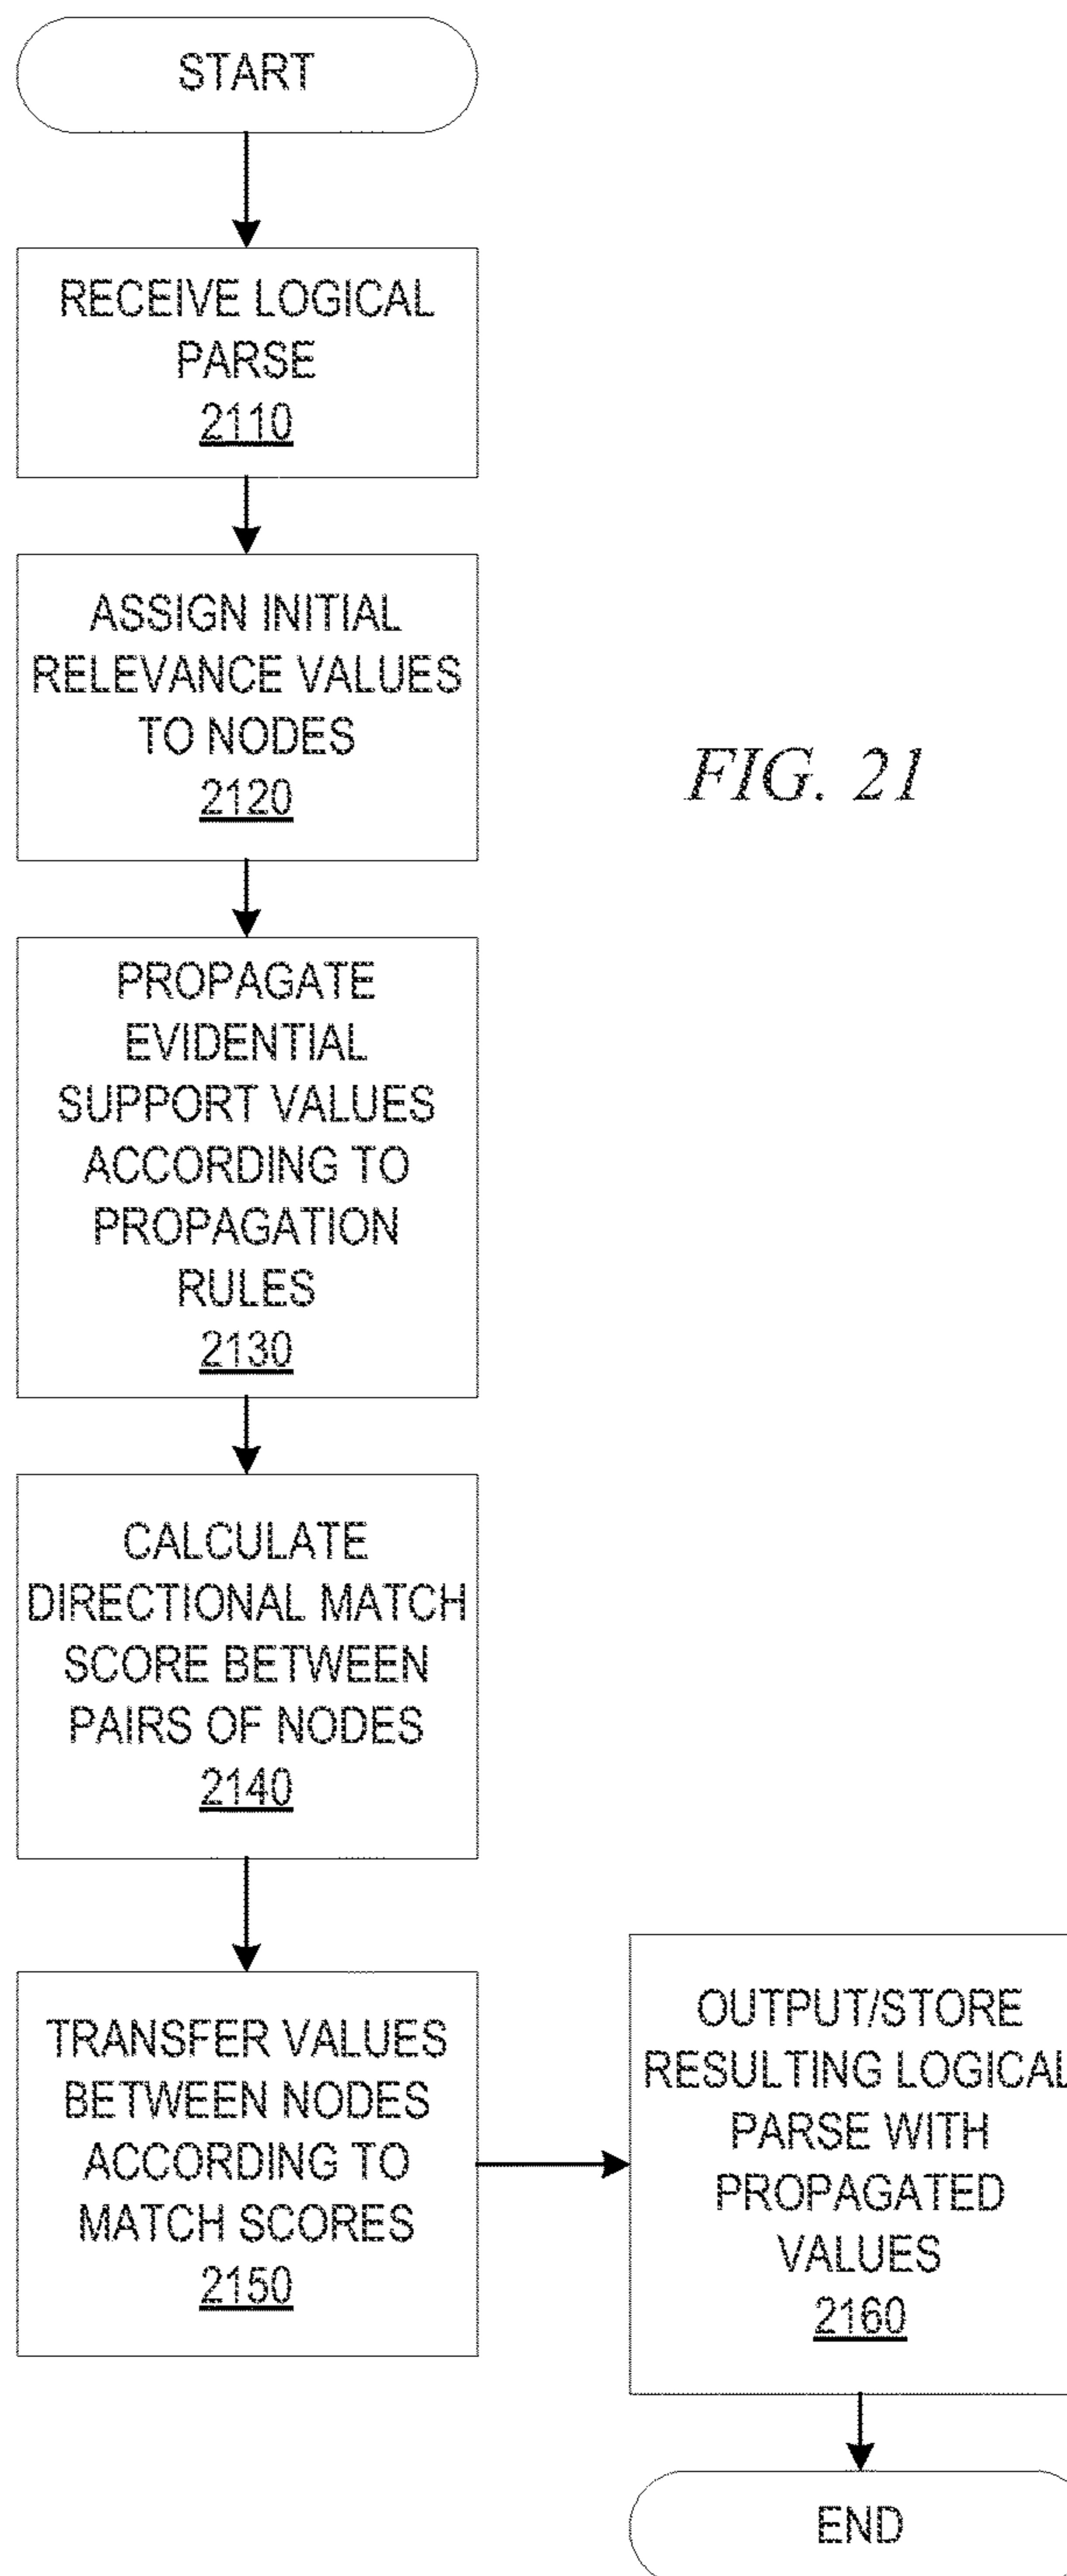 START
RECEIVE LOGICAL
PARSE
2110
ASSIGN INITIAL
RELEVANCE VALUES
TO NODES
2120
FIG. 21
PROPAGATE
EVIDENTIAL
SUPPORT VALUES
ACCORDING TO
PROPAGATION
RULES
2130
CALCULATE
DIRECTIONAL MATCH
SCORE BETWEEN
PAIRS OF NODES
2140
TRANSFER VALUES
BETWEEN NODES
ACCORDING TO
MATCH SCORES
2150
OUTPUT/STORE
RESULTING LOGICAL
PARSE WITH
PROPAGATED
VALUES
2160
END